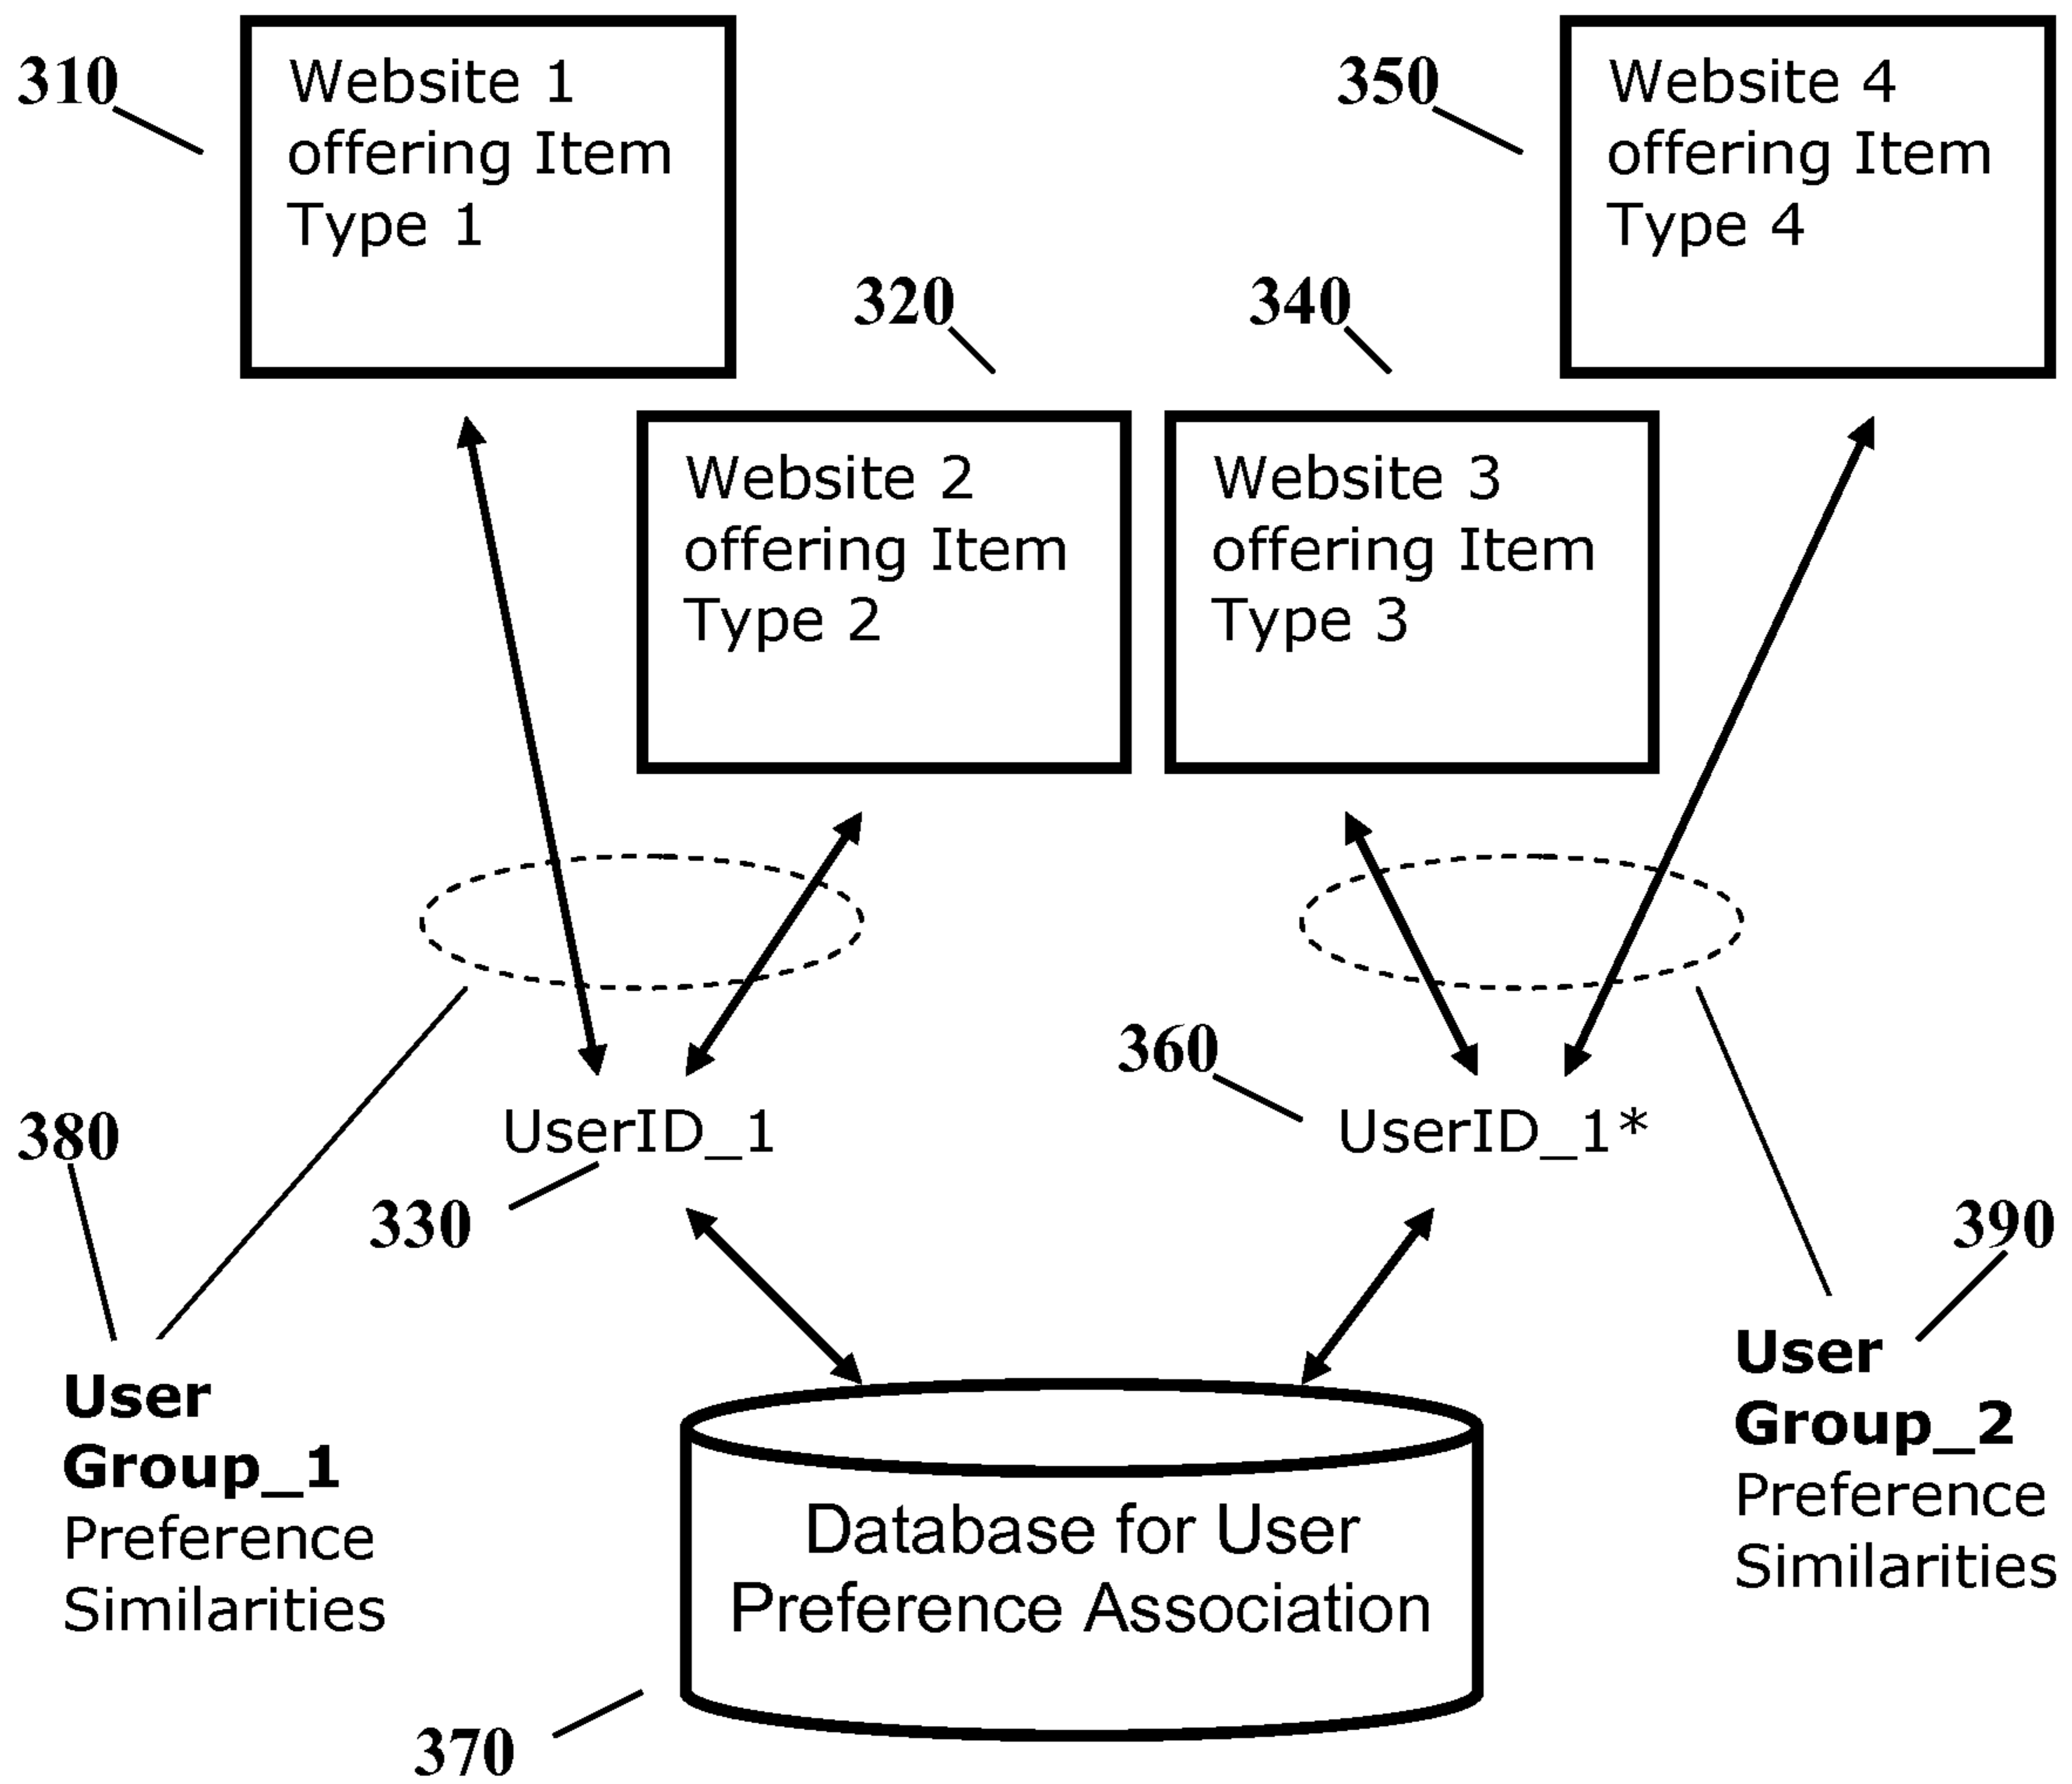 310
Website 1
offering Item
Type 1
350
Website 4
offering Item
Type 4
320
Website 2
offering Item
Type 2
340
Website 3
offering Item
Type 3
360
UserID_1
UserID_1*
330
380
User
Group_1
Preference
Similarities
390
User
Group_2
Preference
Similarities
Database for User
Preference Association
370